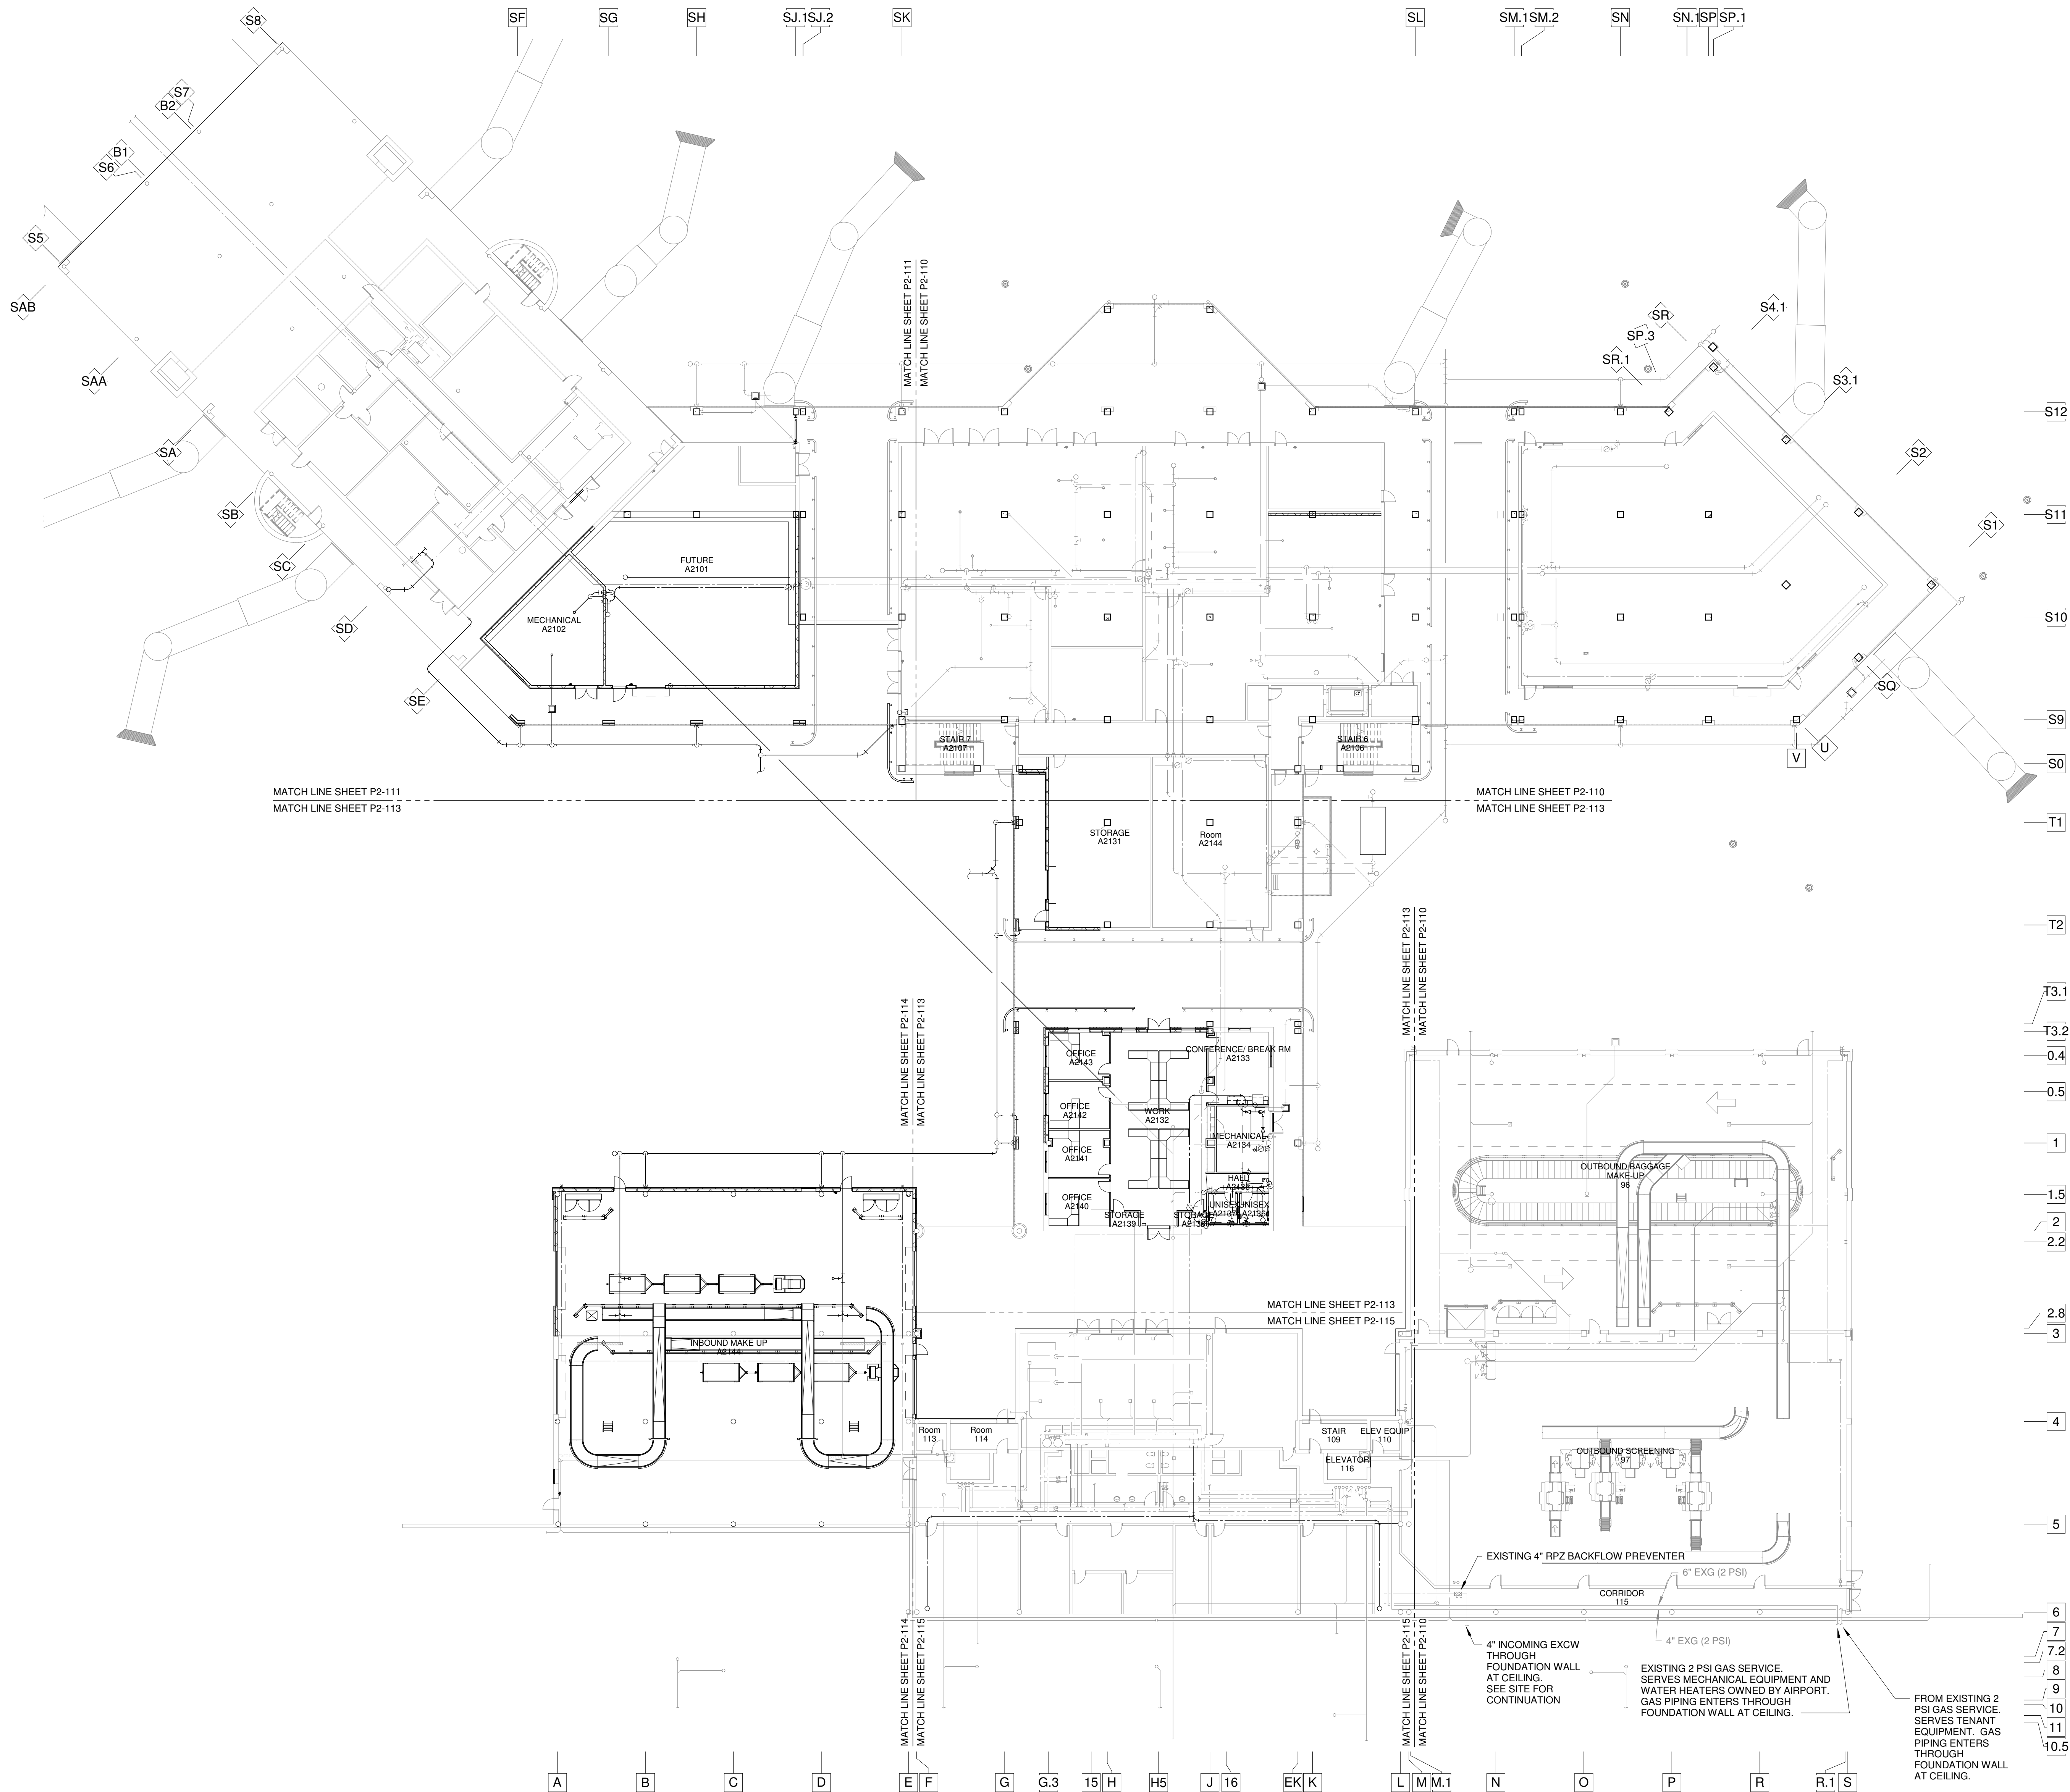 S8
SF
SG
SH
SJ.1
SJ.2
SK
SL
SM.1
SM.2
SN
SN.1
SP
SP.1
S7
B2
B1
S6
S5
SAB
SAA
SA
SB
SC
SD
SE
SR
S4.1
SP.3
SR.1
S3.1
S2
S1
SQ
U
V
S12
S11
S10
S9
S0
T1
T2
T3.1
T3.2
0.4
0.5
1
1.5
2
2.2
2.8
3
4
5
6
7
7.2
8
9
10
11
10.5
MATCH LINE SHEET P2-111
MATCH LINE SHEET P2-110
FUTURE
A2101
MECHANICAL
A2102
STAIR 7
A2107
STAIR 6
A2106
MATCH LINE SHEET P2-111
MATCH LINE SHEET P2-113
MATCH LINE SHEET P2-110
MATCH LINE SHEET P2-113
STORAGE
A2131
Room
A2144
MATCH LINE SHEET P2-113
MATCH LINE SHEET P2-110
MATCH LINE SHEET P2-114
MATCH LINE SHEET P2-113
OFFICE
A2143
CONFERENCE/ BREAK RM
A2133
OFFICE
A2142
WORK
A2132
MECHANICAL
A2134
OFFICE
A2141
HALL
A2135
OFFICE
A2140
STORAGE
A2139
STORAGE
A2138
UNISEX
A2137
UNISEX
A2136
OUTBOUND BAGGAGE
MAKE-UP
96
MATCH LINE SHEET P2-113
MATCH LINE SHEET P2-115
INBOUND MAKE UP
A2144
Room
113
Room
114
STAIR
109
ELEV EQUIP
110
ELEVATOR
116
OUTBOUND SCREENING
97
EXISTING 4" RPZ BACKFLOW PREVENTER
6" EXG (2 PSI)
CORRIDOR
115
4" EXG (2 PSI)
MATCH LINE SHEET P2-114
MATCH LINE SHEET P2-115
MATCH LINE SHEET P2-115
MATCH LINE SHEET P2-110
4" INCOMING EXCW
THROUGH
FOUNDATION WALL
AT CEILING.
SEE SITE FOR
CONTINUATION
EXISTING 2 PSI GAS SERVICE.
SERVES MECHANICAL EQUIPMENT AND
WATER HEATERS OWNED BY AIRPORT.
GAS PIPING ENTERS THROUGH
FOUNDATION WALL AT CEILING.
FROM EXISTING 2
PSI GAS SERVICE.
SERVES TENANT
EQUIPMENT.  GAS
PIPING ENTERS
THROUGH
FOUNDATION WALL
AT CEILING.
A
B
C
D
E
F
G
G.3
15
H
H5
J
16
EK
K
L
M
M.1
N
O
P
R
R.1
S